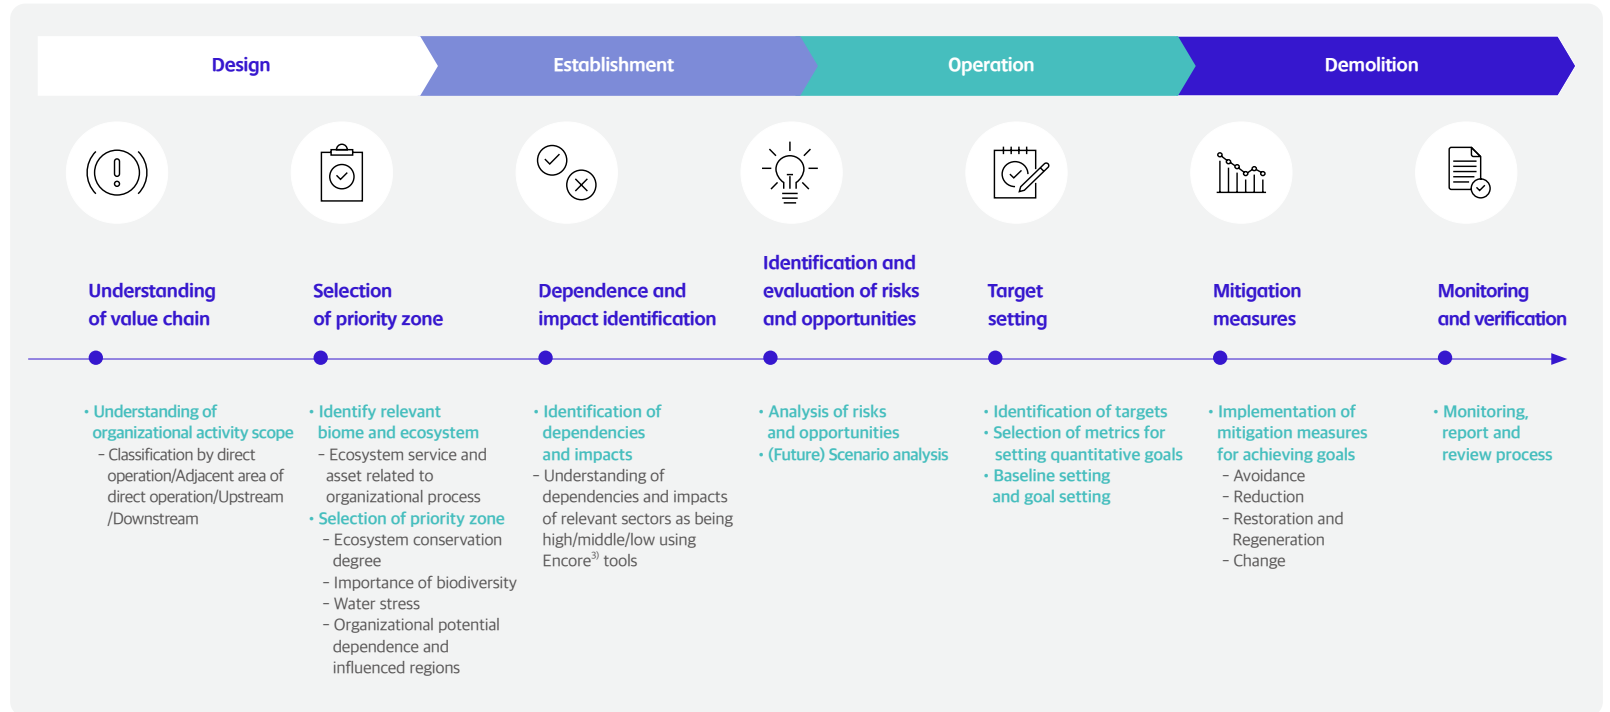 Design
Establishment
Operation
Demolition
Understanding
of value chain
Selection
of priority zone
Dependence and
impact identification
Identification and
evaluation of risks
and opportunities
Target
setting
Mitigation
measures
Monitoring
and verification
• Understanding of
organizational activity scope
– Classification by direct
operation/Adjacent area of
direct operation/Upstream
/Downstream
• Identify relevant
biome and ecosystem
– Ecosystem service and
asset related to
organizational process
• Selection of priority zone
– Ecosystem conservation
degree
– Importance of biodiversity
– Water stress
– Organizational potential
dependence and
influenced regions
• Identification of
dependencies
and impacts
– Understanding of
dependencies and impacts
of relevant sectors as being
high/middle/low using
Encore3) tools
• Analysis of risks
and opportunities
• (Future) Scenario analysis
• Identification of targets
• Selection of metrics for
setting quantitative goals
• Baseline setting
and goal setting
• Implementation of
mitigation measures
for achieving goals
– Avoidance
– Reduction
– Restoration and
Regeneration
– Change
• Monitoring,
report and
review process